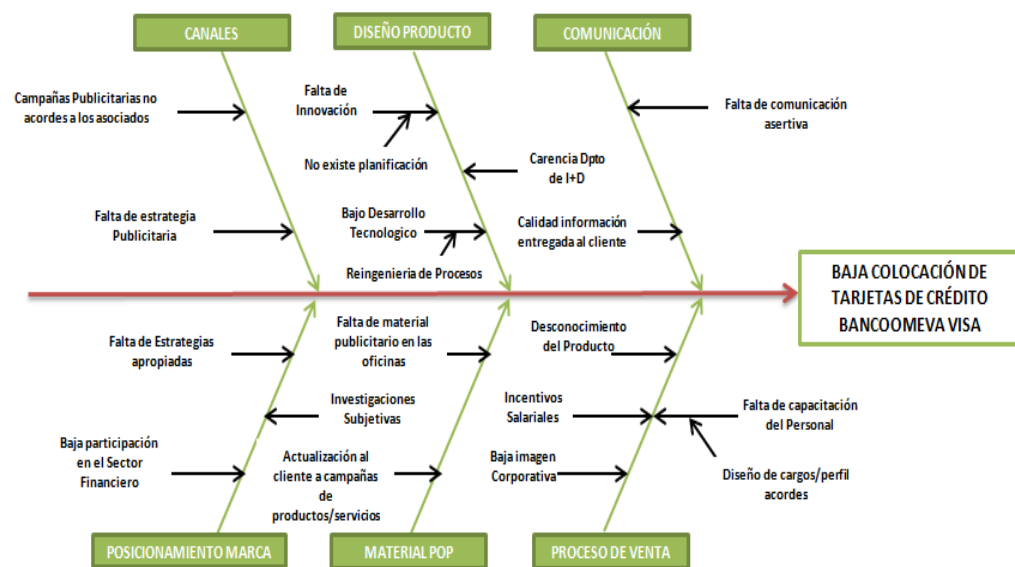 CANALES
DISEÑO PRODUCTO
COMUNICACIÓN
Campañas Publicitarias no
acordes a los asociados
Falta de estrategia
Publicitaria
Falta de
Innovación
No existe planificación
Carencia Dpto
de I+D
Bajo Desarrollo
Tecnologico
Reingenieria de Procesos
Falta de comunicación
asertiva
Calidad información
entregada al cliente
BAJA COLOCACIÓN DE
TARJETAS DE CRÉDITO
BANCOOMEVA VISA
Falta de Estrategias
apropiadas
Investigaciones
Subjetivas
Baja participación
en el Sector
Financiero
Falta de material
publicitario en las
oficinas
Actualización al
cliente a campañas
de
productos/servicios
Desconocimiento
del Producto
Incentivos
Salariales
Falta de capacitación
del Personal
Diseño de cargos/perfil
acordes
Baja imagen
Corporativa
POSICIONAMIENTO MARCA
MATERIAL POP
PROCESO DE VENTA